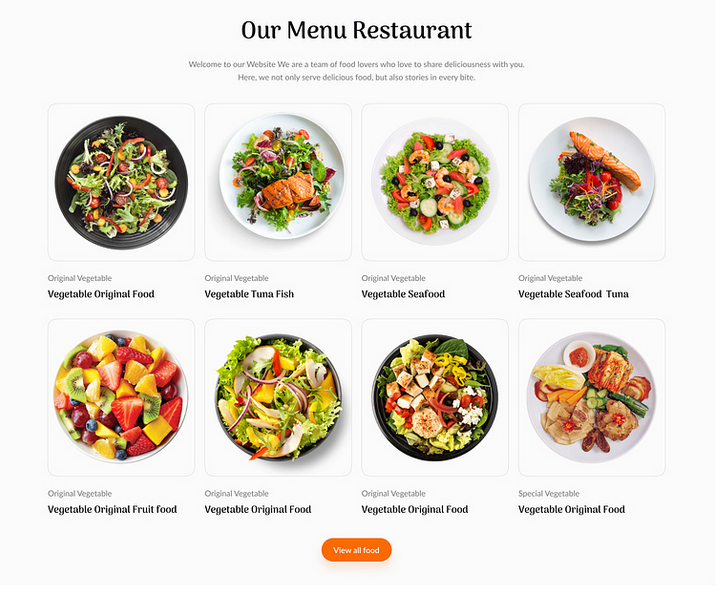 Our Menu Restaurant
Welcome to our Website We are a team of food lovers who love to share deliciousness with you.
Here, we not only serve delicious food, but also stories in every bite.
Original Vegetable
Vegetable Original Food
Original Vegetable
Vegetable Tuna Fish
Original Vegetable
Vegetable Seafood
Original Vegetable
Vegetable Seafood Tuna
Original Vegetable
Vegetable Original Fruit food
Original Vegetable
Vegetable Original Food
Original Vegetable
Vegetable Original Food
Special Vegetable
Vegetable Original Food
View all food